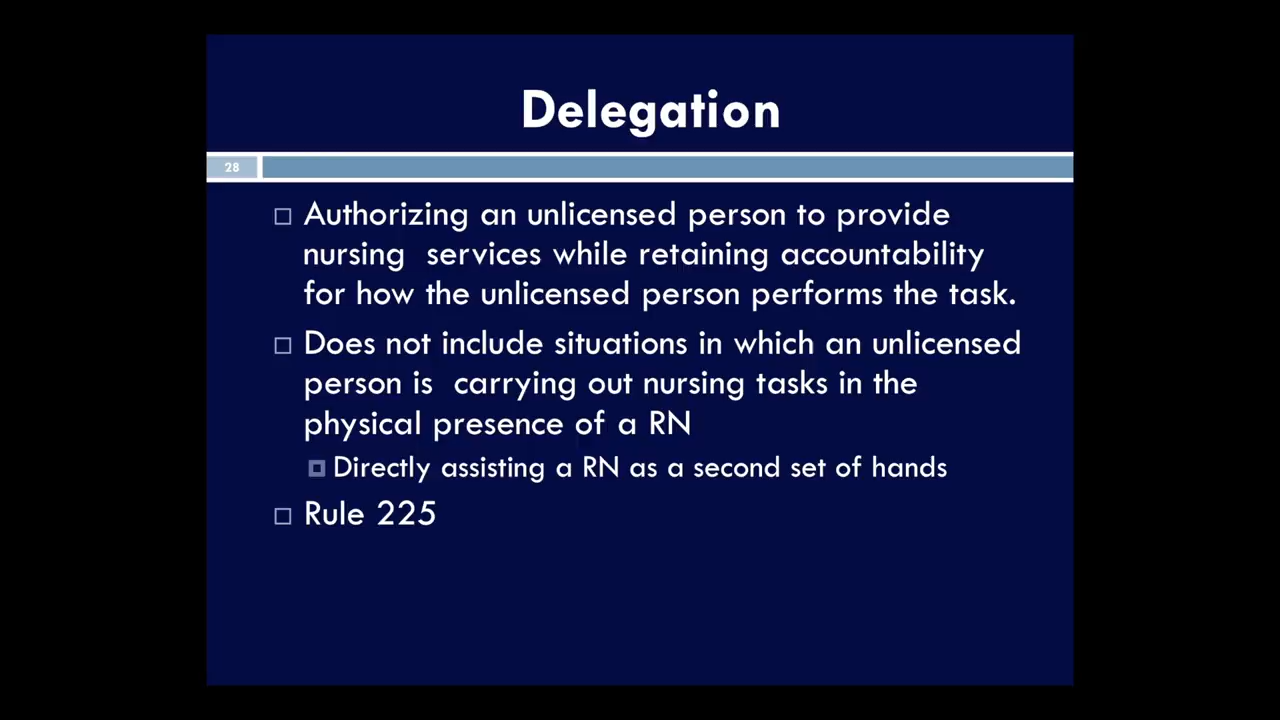 Delegation
28
Authorizing an unlicensed person to provide
nursing services while retaining accountability
for how the unlicensed person performs the task.
Does not include situations in which an unlicensed
person is carrying out nursing tasks in the
physical presence of a RN
Directly assisting a RN as a second set of hands
Rule 225